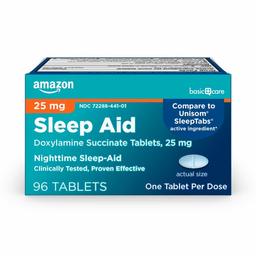 amazon
basic care
25 mg
NDC 72288-441-01
Compare to
Unisom®
SleepTabs®
active ingredient*
Sleep Aid
Doxylamine Succinate Tablets, 25 mg
Nighttime Sleep-Aid
Clinically Tested, Proven Effective
actual size
96 TABLETS
One Tablet Per Dose